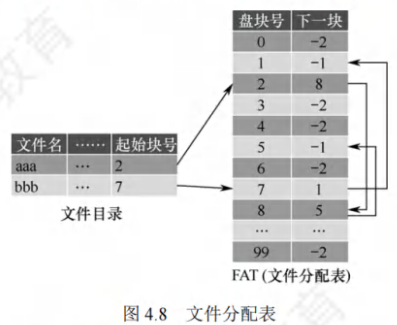 盘块号 下一块
0 -2
1 -1
2 8
3 -2
4 -2
5 -1
6 -2
7 1
8 5
... ...
99 -2
FAT (文件分配表)
文件名 …… 起始块号
aaa ... 2
bbb ... 7
文件目录
图 4.8 文件分配表
教育